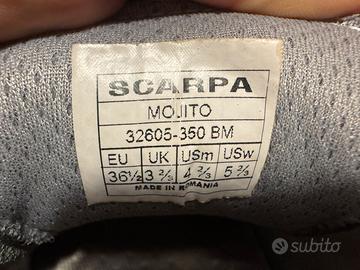 SCARPA
MOJITO
32605-350 BM
EU UK USm USw
36½ 3 ⅔ 4 ⅔ 5 ⅔
MADE IN ROMANIA
subito